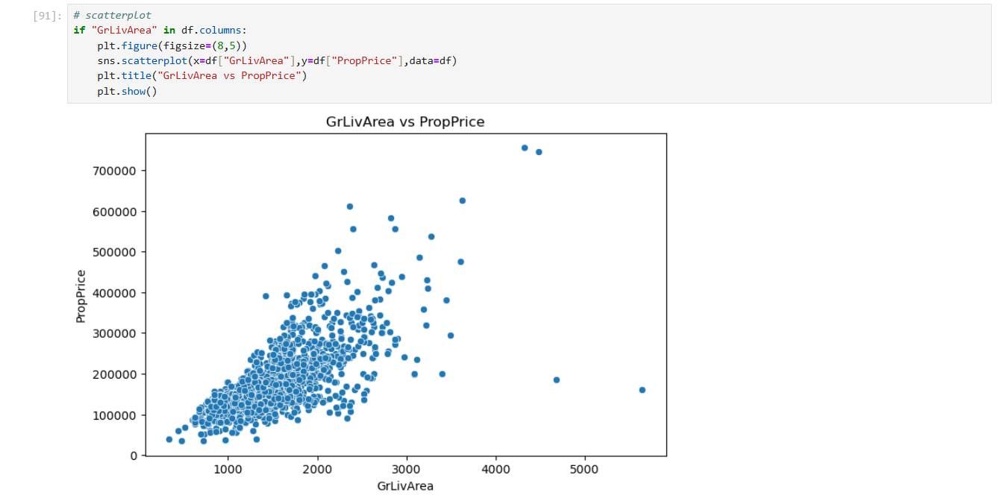 [91]: # scatterplot
if "GrLivArea" in df.columns:
    plt.figure(figsize=(8,5))
    sns.scatterplot(x=df["GrLivArea"],y=df["PropPrice"],data=df)
    plt.title("GrLivArea vs PropPrice")
    plt.show()
GrLivArea vs PropPrice
700000
600000
500000
400000
300000
200000
100000
0
PropPrice
1000 2000 3000 4000 5000
GrLivArea